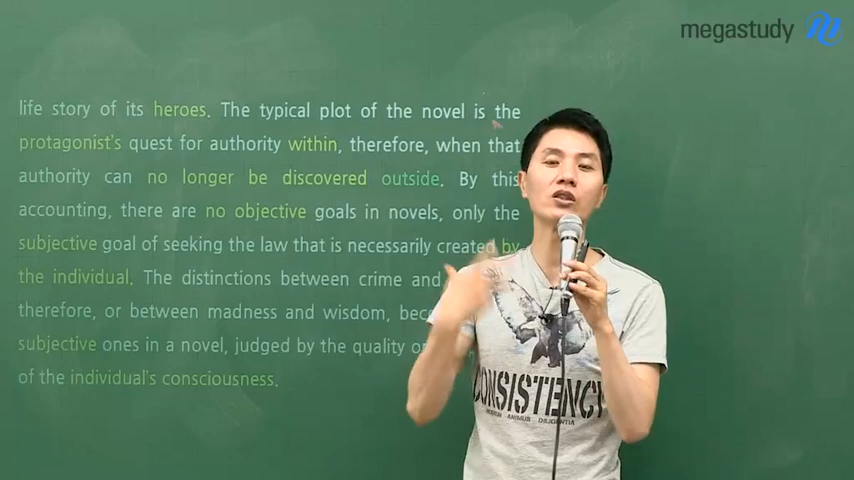 megastudy
life story of its heroes. The typical plot of the novel is the
protagonist's quest for authority within, therefore, when that
authority can no longer be discovered outside. By this
accounting, there are no objective goals in novels, only the
subjective goal of seeking the law that is necessarily created by
the individual. The distinctions between crime and
therefore, or between madness and wisdom,
subjective ones in a novel, judged by the quality
of the individual's consciousness.
CONSISTENCY
ANIMUS